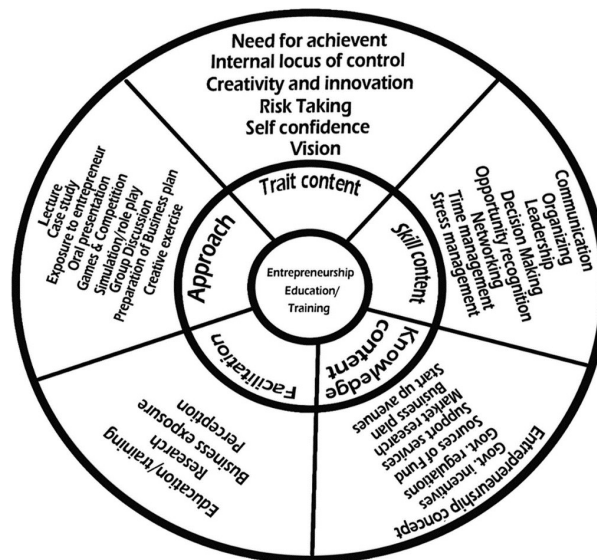 Need for achievent
Internal locus of control
Creativity and innovation
Risk Taking
Self confidence
Vision
Trait content
Communication
Organizing
Leadership
Decision Making
Opportunity recognition
Networking
Time management
Stress management
Skill content
Entrepreneurship concept
Govt. incentives
Govt. regulations
Sources of Fund
Support services
Market research
Business plan
Start up avenues
Knowledge
content
Education/training
Research
Business exposure
Perception
Facilitation
Lecture
Case study
Exposure to entrepreneur
Oral presentation
Games & Competition
Simulation/role play
Group Discussion
Preparation of Business plan
Creative exercise
Approach
Entrepreneurship
Education/
Training